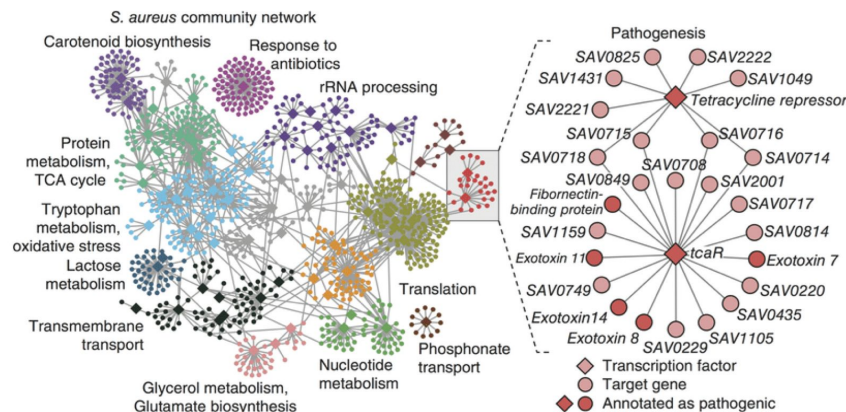 S. aureus community network
Carotenoid biosynthesis
Response to
antibiotics
rRNA processing
Protein
metabolism,
TCA cycle
Tryptophan
metabolism,
oxidative stress
Lactose
metabolism
Transmembrane
transport
Glycerol metabolism,
Glutamate biosynthesis
Nucleotide
metabolism
Translation
Phosphonate
transport
Pathogenesis
SAV0825
SAV2222
SAV1431
SAV1049
Tetracycline repressor
SAV2221
SAV0715
SAV0716
SAV0718
SAV0708
SAV0714
SAV0849
SAV2001
Fibornectin-
binding protein
SAV0717
SAV1159
SAV0814
tcaR
Exotoxin 11
Exotoxin 7
SAV0749
SAV0220
Exotoxin14
SAV0435
Exotoxin 8
SAV1105
SAV0229
Transcription factor
Target gene
Annotated as pathogenic